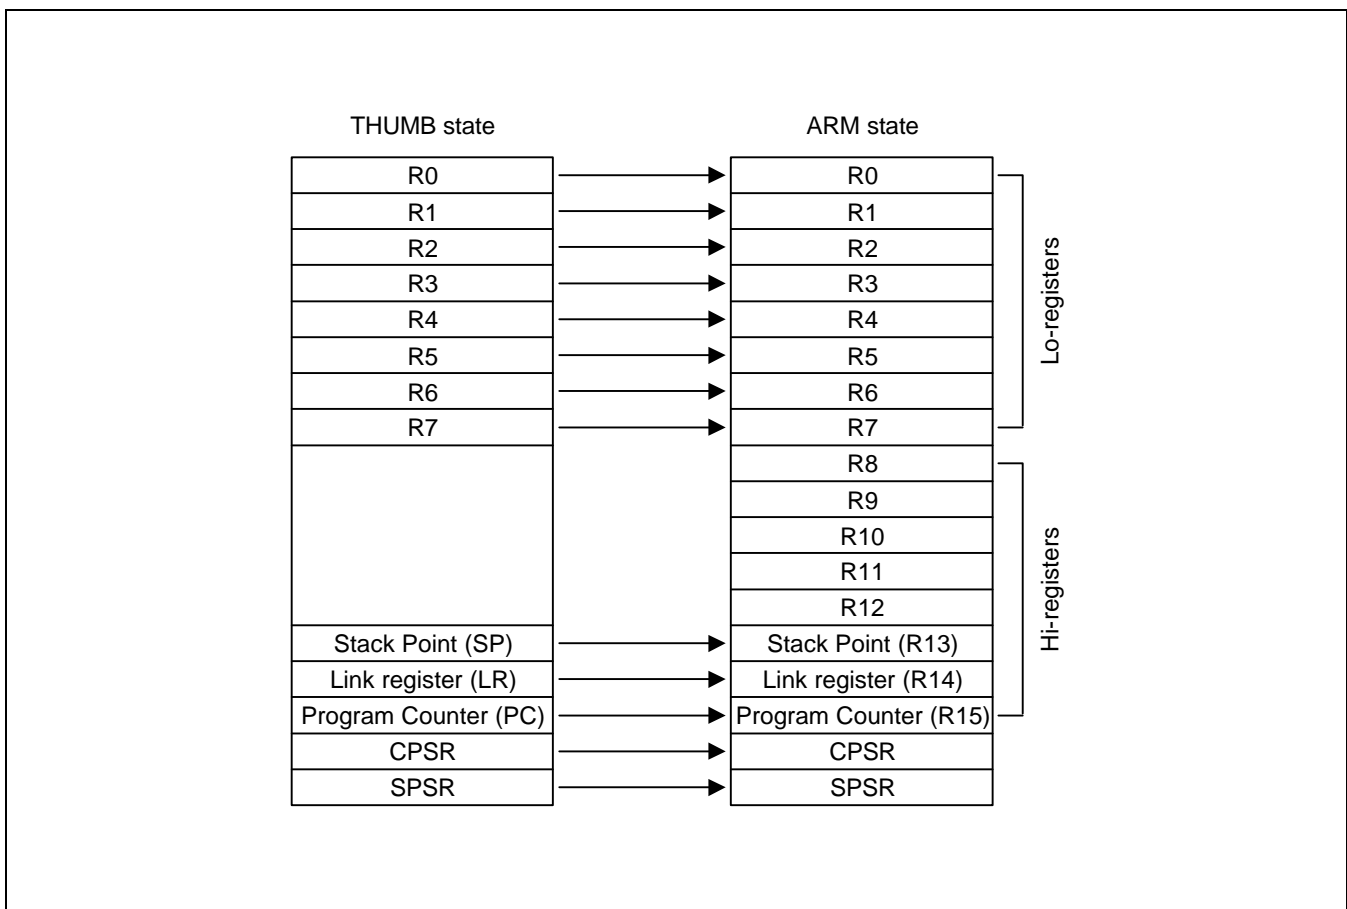 THUMB state
ARM state
R0
R0
R1
R1
R2
R2
R3
R3
R4
R4
R5
R5
R6
R6
R7
R7
Lo-registers
R8
R9
R10
R11
R12
Stack Point (SP)
Stack Point (R13)
Link register (LR)
Link register (R14)
Program Counter (PC)
Program Counter (R15)
Hi-registers
CPSR
CPSR
SPSR
SPSR